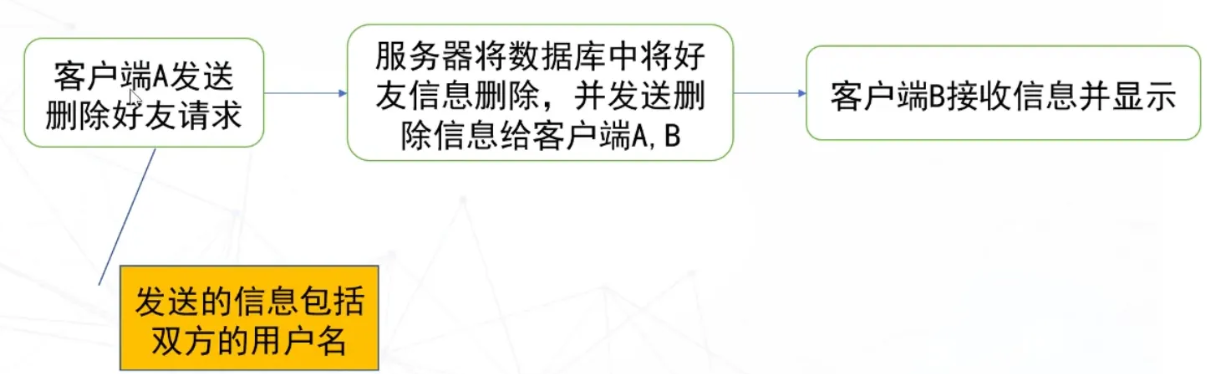 客户端A发送
删除好友请求
服务器将数据库中将好
友信息删除，并发送删
除信息给客户端A,B
客户端B接收信息并显示
发送的信息包括
双方的用户名